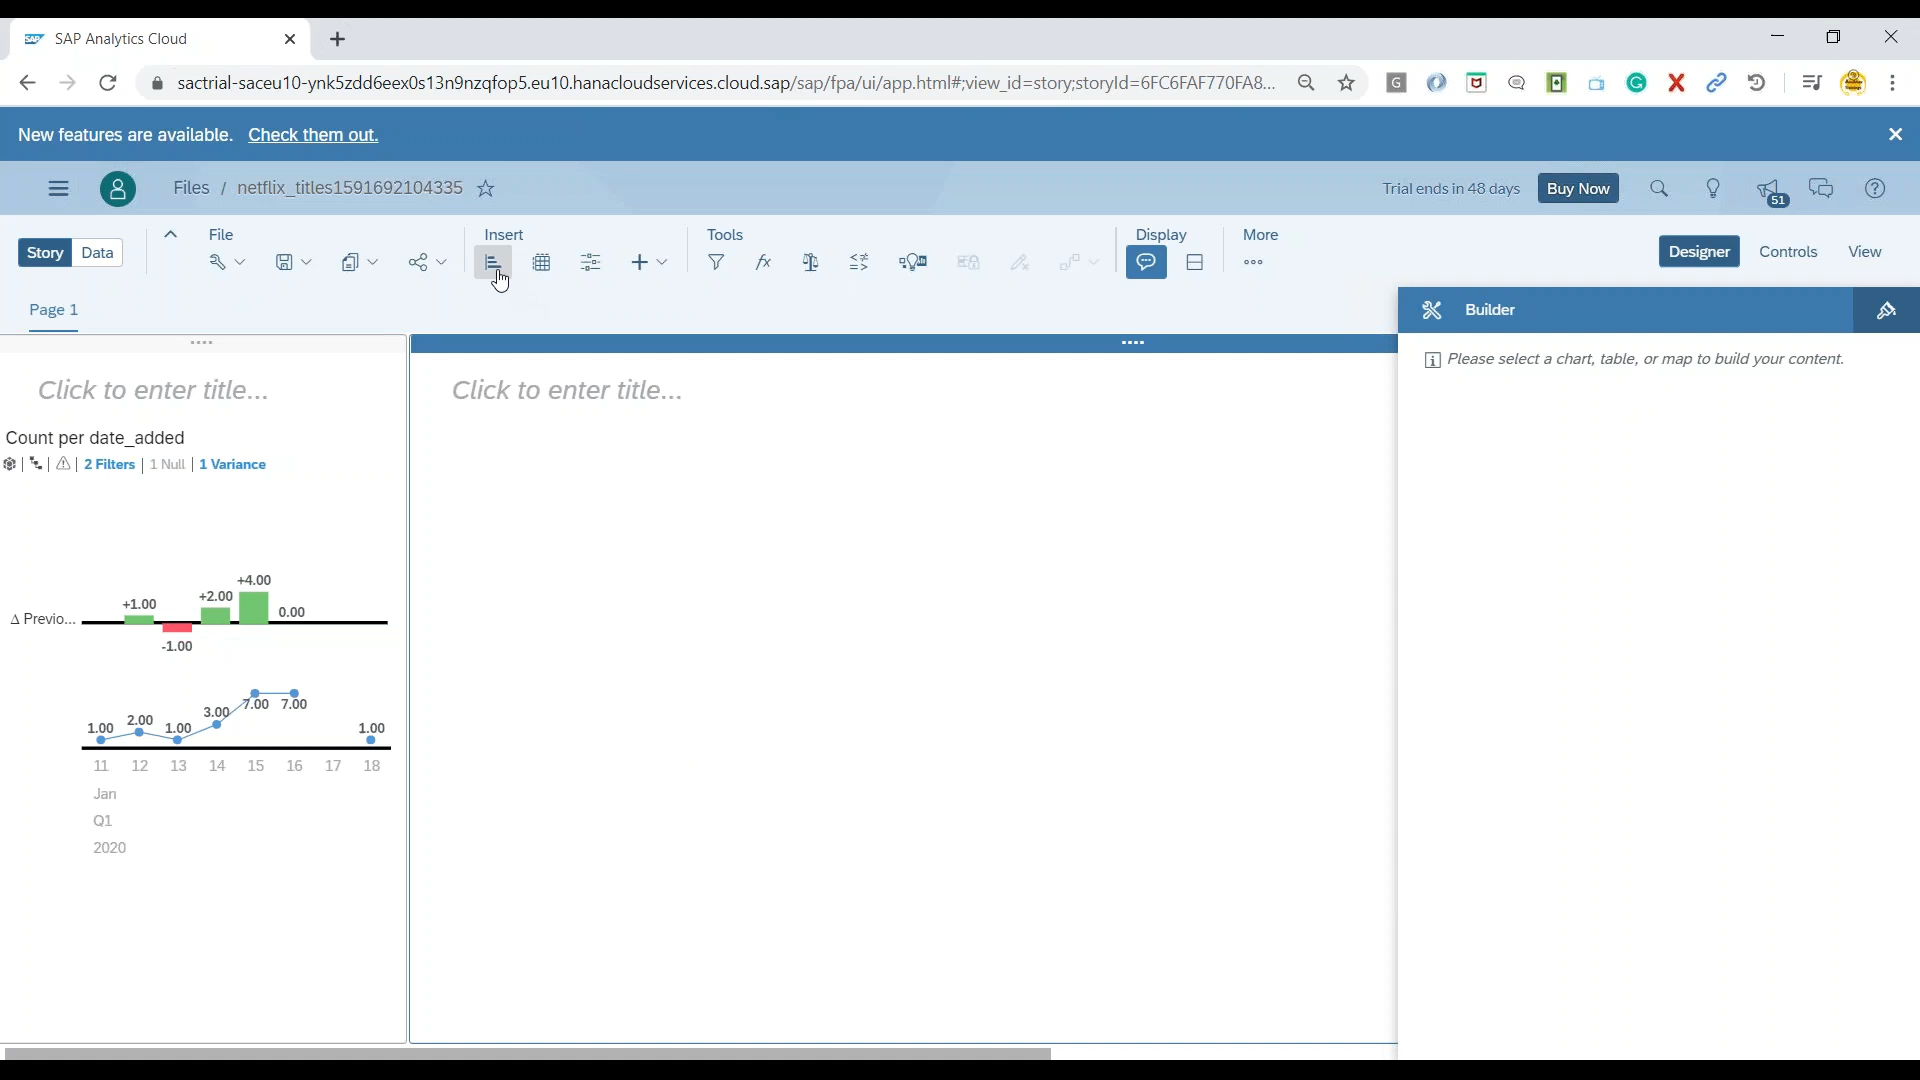 SAP Analytics Cloud
sactrial-saceu10-ynk5zdd6eex0s13n9nzqfop5.eu10.hanacloudservices.cloud.sap/sap/fpa/ui/app.html#;view_id=story;storyId=6FC6FAF770FA8...
New features are available. Check them out.
Files / netflix_titles1591692104335
Trial ends in 48 days Buy Now
51
Story Data
File Insert Tools Display More
Designer Controls View
Page 1
Builder
Please select a chart, table, or map to build your content.
Click to enter title...
Count per date_added
2 Filters | 1 Null | 1 Variance
+4.00
+1.00 +2.00 0.00
Δ Previo...
-1.00
1.00 2.00 1.00 3.00 7.00 7.00 1.00
11 12 13 14 15 16 17 18
Jan
Q1
2020
Click to enter title...